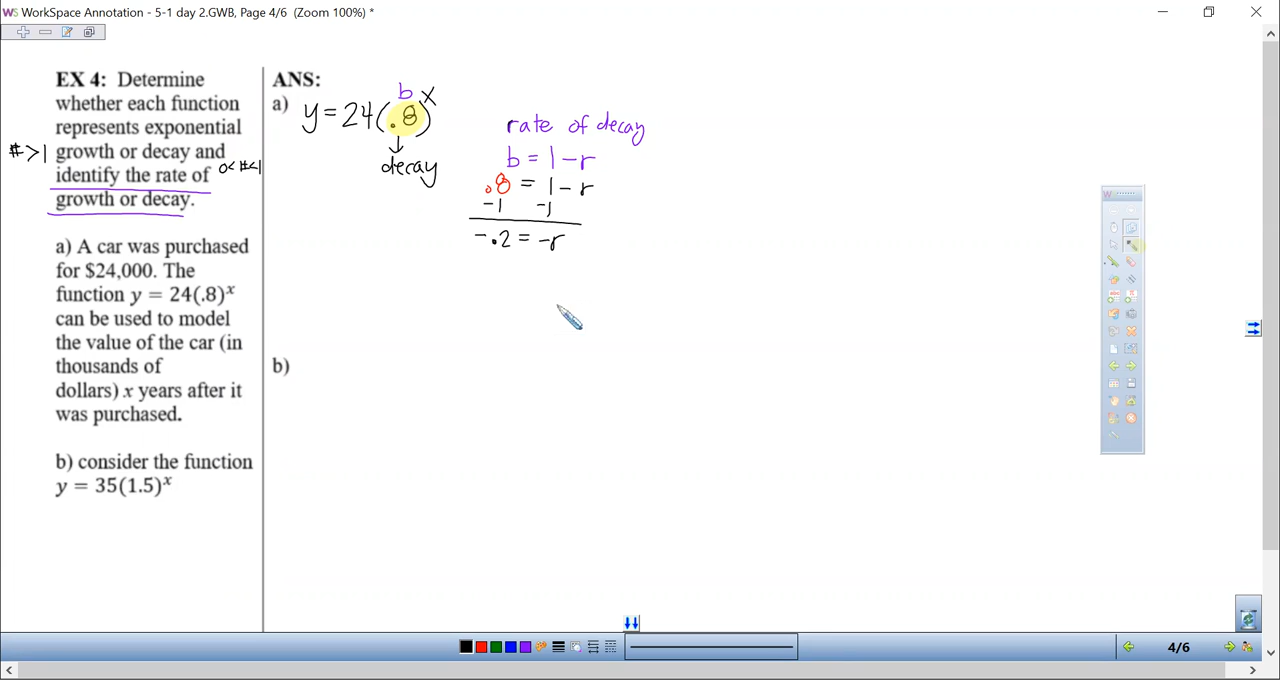 WorkSpace Annotation - 5-1 day 2.GWB, Page 4/6 (Zoom 100%) *
EX 4: Determine
whether each function
represents exponential
growth or decay and
identify the rate of
growth or decay.
# >1
0< # <1
a) A car was purchased
for $24,000. The
function y = 24(.8)^x
can be used to model
the value of the car (in
thousands of
dollars) x years after it
was purchased.
b) consider the function
y = 35(1.5)^x
ANS:
a)
b
y = 24(.8)^x
decay
rate of decay
b = 1 - r
.8 = 1 - r
-1 -1
-.2 = -r
b)
4/6